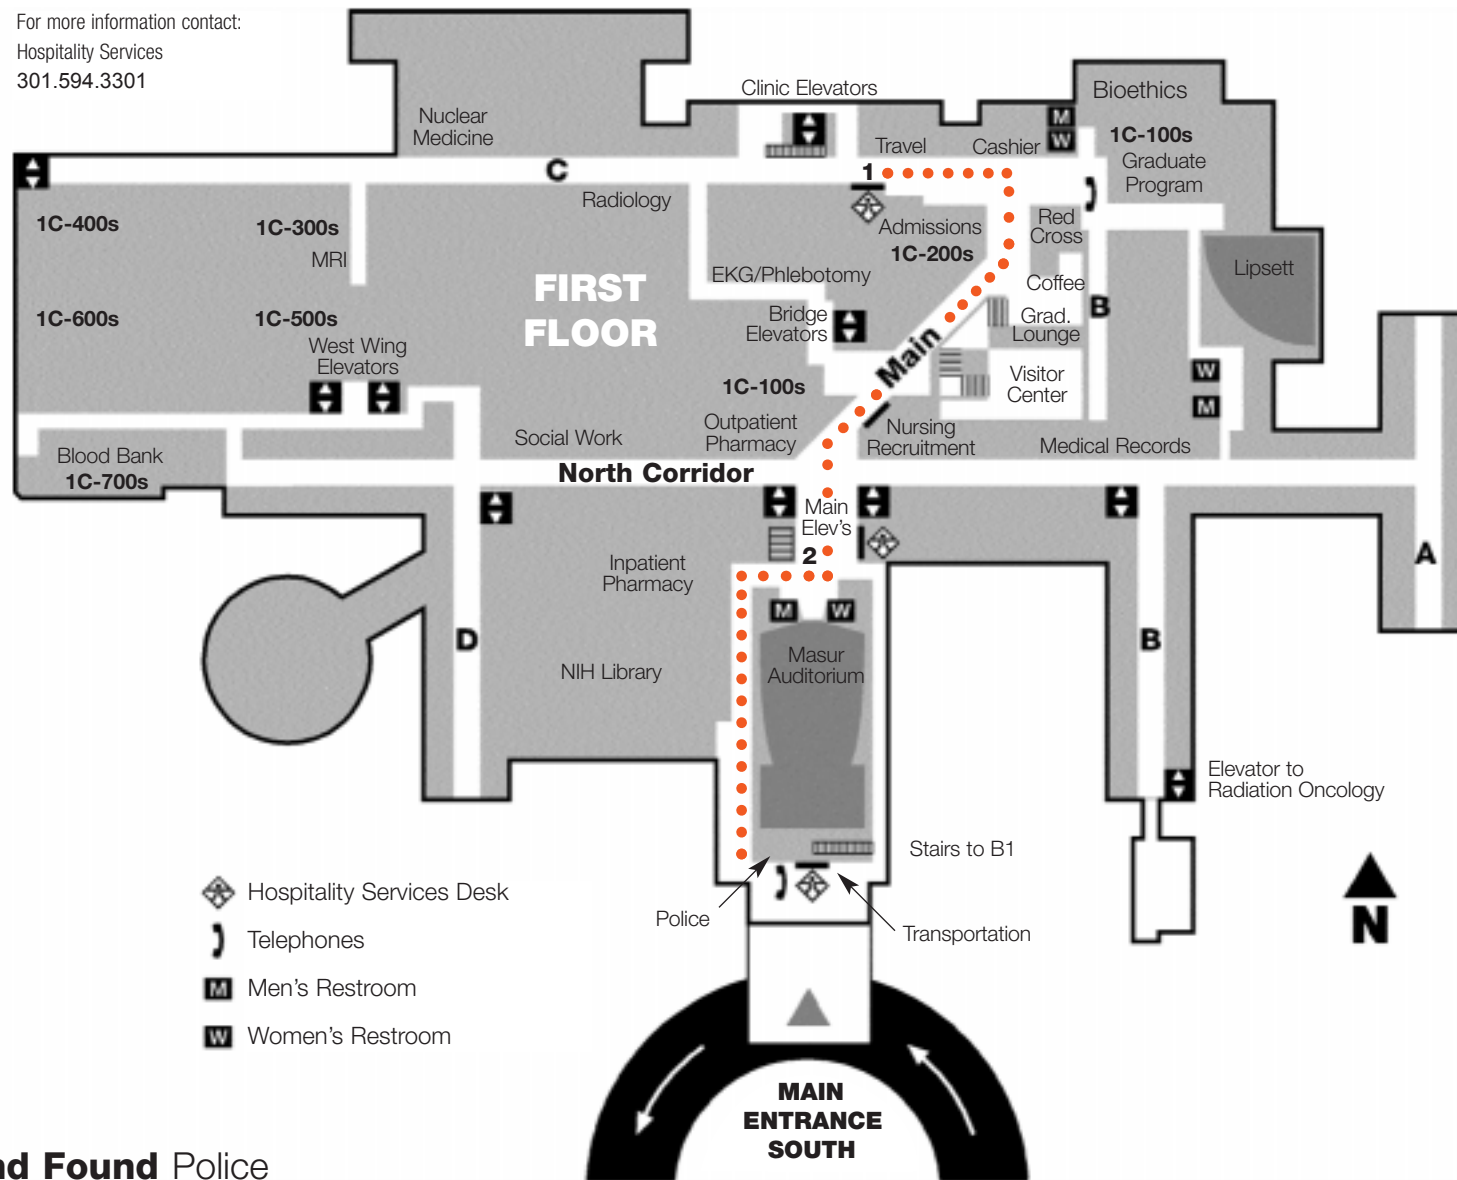 For more information contact:
Hospitality Services
301.594.3301
Clinic Elevators
Bioethics
Nuclear
Medicine
M
W
1C-100s
Graduate
Program
Travel
Cashier
C
1
Radiology
1C-400s
1C-300s
MRI
Admissions
1C-200s
Red
Cross
EKG/Phlebotomy
Lipsett
Coffee
FIRST
FLOOR
B
1C-600s
1C-500s
Bridge
Elevators
Grad.
Lounge
West Wing
Elevators
Main
Visitor
Center
W
M
1C-100s
Outpatient
Pharmacy
Nursing
Recruitment
Social Work
Medical Records
Blood Bank
1C-700s
North Corridor
Main
Elev's
2
Inpatient
Pharmacy
A
M
W
D
B
Masur
Auditorium
NIH Library
Elevator to
Radiation Oncology
Stairs to B1
Hospitality Services Desk
Police
Transportation
N
Telephones
M
Men's Restroom
W
Women's Restroom
MAIN
ENTRANCE
SOUTH
nd Found Police